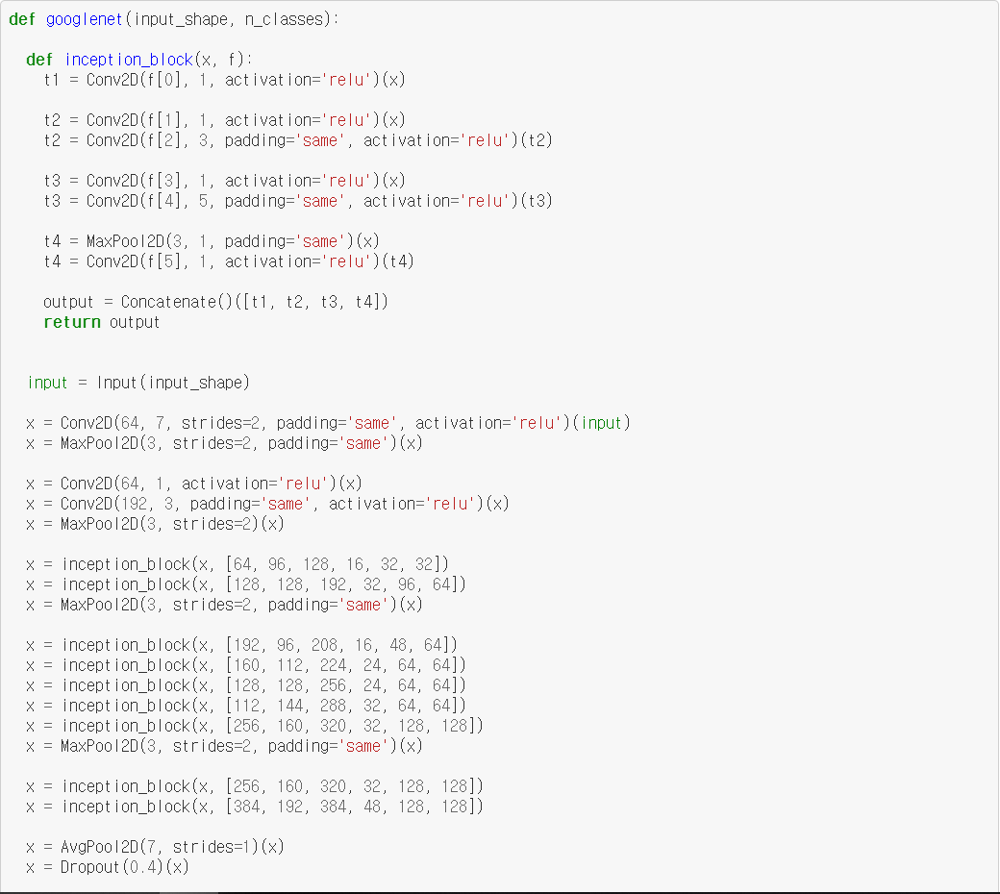 def googlenet(input_shape, n_classes):
def inception_block(x, f):
t1 = Conv2D(f[0], 1, activation='relu')(x)
t2 = Conv2D(f[1], 1, activation='relu')(x)
t2 = Conv2D(f[2], 3, padding='same', activation='relu')(t2)
t3 = Conv2D(f[3], 1, activation='relu')(x)
t3 = Conv2D(f[4], 5, padding='same', activation='relu')(t3)
t4 = MaxPool2D(3, 1, padding='same')(x)
t4 = Conv2D(f[5], 1, activation='relu')(t4)
output = Concatenate()([t1, t2, t3, t4])
return output
input = Input(input_shape)
x = Conv2D(64, 7, strides=2, padding='same', activation='relu')(input)
x = MaxPool2D(3, strides=2, padding='same')(x)
x = Conv2D(64, 1, activation='relu')(x)
x = Conv2D(192, 3, padding='same', activation='relu')(x)
x = MaxPool2D(3, strides=2)(x)
x = inception_block(x, [64, 96, 128, 16, 32, 32])
x = inception_block(x, [128, 128, 192, 32, 96, 64])
x = MaxPool2D(3, strides=2, padding='same')(x)
x = inception_block(x, [192, 96, 208, 16, 48, 64])
x = inception_block(x, [160, 112, 224, 24, 64, 64])
x = inception_block(x, [128, 128, 256, 24, 64, 64])
x = inception_block(x, [112, 144, 288, 32, 64, 64])
x = inception_block(x, [256, 160, 320, 32, 128, 128])
x = MaxPool2D(3, strides=2, padding='same')(x)
x = inception_block(x, [256, 160, 320, 32, 128, 128])
x = inception_block(x, [384, 192, 384, 48, 128, 128])
x = AvgPool2D(7, strides=1)(x)
x = Dropout(0.4)(x)